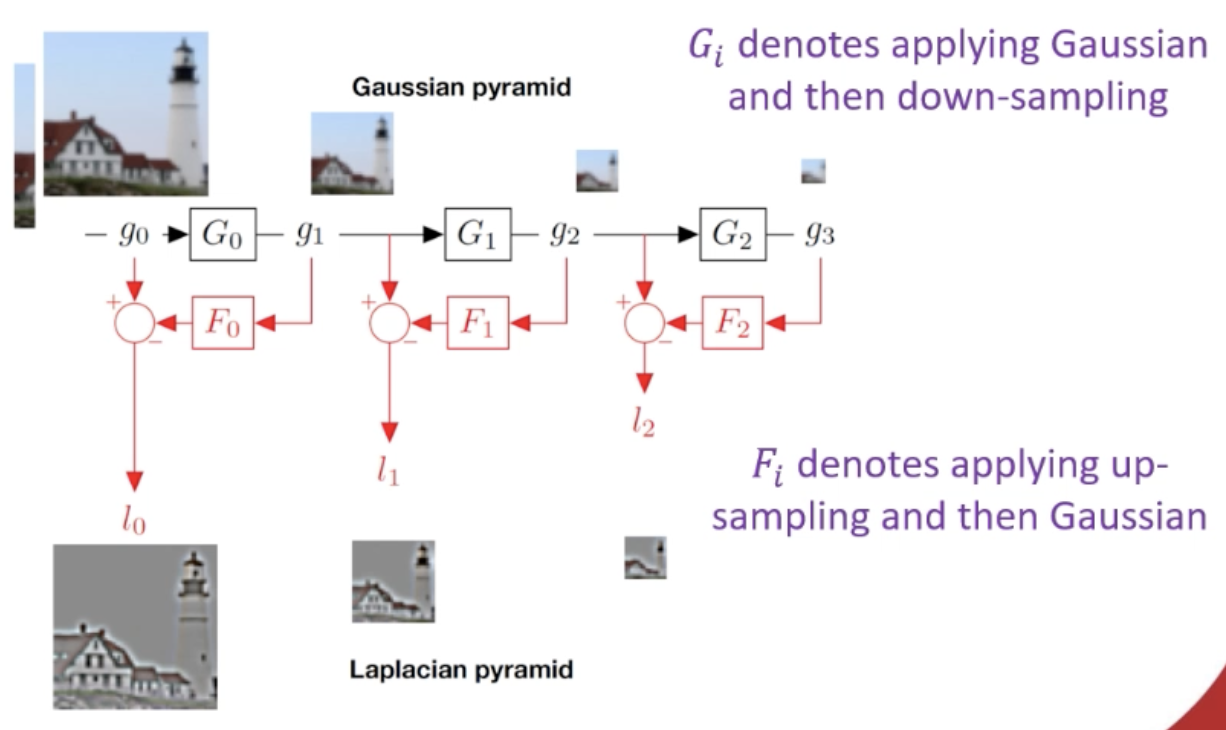 G_i denotes applying Gaussian
and then down-sampling
Gaussian pyramid
g_0 G_0 g_1 G_1 g_2 G_2 g_3
+ F_0 + F_1 + F_2
− − −
l_2
l_1
l_0
F_i denotes applying up-
sampling and then Gaussian
Laplacian pyramid